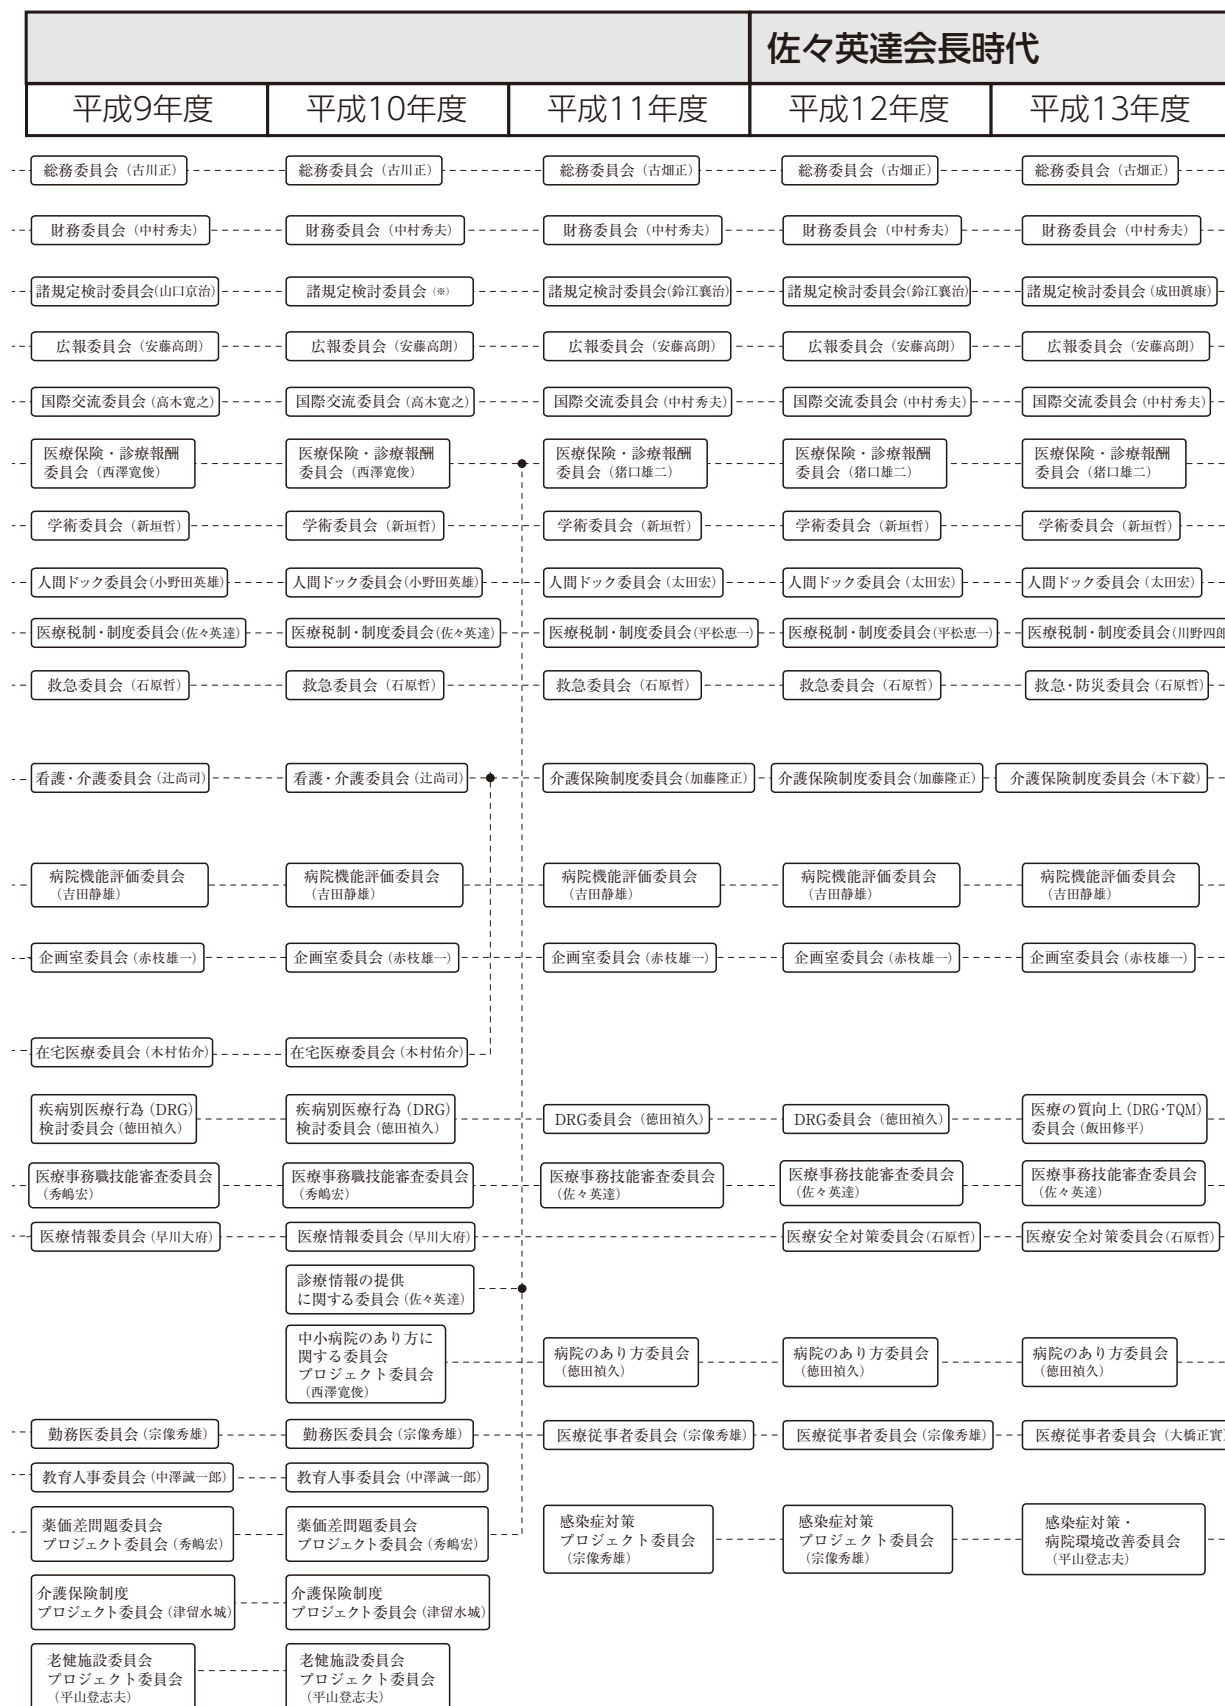 佐々英達会長時代
平成9年度 平成10年度 平成11年度 平成12年度 平成13年度
総務委員会（古川正） 総務委員会（古川正） 総務委員会（古畑正） 総務委員会（古畑正） 総務委員会（古畑正）
財務委員会（中村秀夫） 財務委員会（中村秀夫） 財務委員会（中村秀夫） 財務委員会（中村秀夫） 財務委員会（中村秀夫）
諸規定検討委員会（山口京治） 諸規定検討委員会（※） 諸規定検討委員会（鈴江襄治） 諸規定検討委員会（鈴江襄治） 諸規定検討委員会（成田眞康）
広報委員会（安藤高朗） 広報委員会（安藤高朗） 広報委員会（安藤高朗） 広報委員会（安藤高朗） 広報委員会（安藤高朗）
国際交流委員会（高木寛之） 国際交流委員会（高木寛之） 国際交流委員会（中村秀夫） 国際交流委員会（中村秀夫） 国際交流委員会（中村秀夫）
医療保険・診療報酬 医療保険・診療報酬 医療保険・診療報酬 医療保険・診療報酬 医療保険・診療報酬
委員会（西澤寛俊） 委員会（西澤寛俊） 委員会（猪口雄二） 委員会（猪口雄二） 委員会（猪口雄二）
学術委員会（新垣哲） 学術委員会（新垣哲） 学術委員会（新垣哲） 学術委員会（新垣哲） 学術委員会（新垣哲）
人間ドック委員会（小野田英雄） 人間ドック委員会（小野田英雄） 人間ドック委員会（太田宏） 人間ドック委員会（太田宏） 人間ドック委員会（太田宏）
医療税制・制度委員会（佐々英達） 医療税制・制度委員会（佐々英達） 医療税制・制度委員会（平松恵一） 医療税制・制度委員会（平松恵一） 医療税制・制度委員会（川野四郎
救急委員会（石原哲） 救急委員会（石原哲） 救急委員会（石原哲） 救急委員会（石原哲） 救急・防災委員会（石原哲）
看護・介護委員会（辻尚司） 看護・介護委員会（辻尚司） 介護保険制度委員会（加藤隆正） 介護保険制度委員会（加藤隆正） 介護保険制度委員会（木下毅）
病院機能評価委員会 病院機能評価委員会 病院機能評価委員会 病院機能評価委員会 病院機能評価委員会
（吉田静雄） （吉田静雄） （吉田静雄） （吉田静雄） （吉田静雄）
企画室委員会（赤枝雄一） 企画室委員会（赤枝雄一） 企画室委員会（赤枝雄一） 企画室委員会（赤枝雄一） 企画室委員会（赤枝雄一）
在宅医療委員会（木村佑介） 在宅医療委員会（木村佑介）
疾病別医療行為（DRG） 疾病別医療行為（DRG） DRG委員会（徳田禎久） DRG委員会（徳田禎久） 医療の質向上（DRG・TQM）
検討委員会（徳田禎久） 検討委員会（徳田禎久） 委員会（飯田修平）
医療事務職技能審査委員会 医療事務職技能審査委員会 医療事務技能審査委員会 医療事務技能審査委員会 医療事務技能審査委員会
（秀嶋宏） （秀嶋宏） （佐々英達） （佐々英達） （佐々英達）
医療情報委員会（早川大府） 医療情報委員会（早川大府） 医療安全対策委員会（石原哲） 医療安全対策委員会（石原哲）
診療情報の提供
に関する委員会（佐々英達）
中小病院のあり方に
関する委員会 病院のあり方委員会 病院のあり方委員会 病院のあり方委員会
プロジェクト委員会 （徳田禎久） （徳田禎久） （徳田禎久）
（西澤寛俊）
勤務医委員会（宗像秀雄） 勤務医委員会（宗像秀雄） 医療従事者委員会（宗像秀雄） 医療従事者委員会（宗像秀雄） 医療従事者委員会（大橋正實）
教育人事委員会（中澤誠一郎） 教育人事委員会（中澤誠一郎）
薬価差問題委員会 薬価差問題委員会 感染症対策 感染症対策 感染症対策・
プロジェクト委員会（秀嶋宏） プロジェクト委員会（秀嶋宏） プロジェクト委員会 プロジェクト委員会 病院環境改善委員会
（宗像秀雄） （宗像秀雄） （平山登志夫）
介護保険制度 介護保険制度
プロジェクト委員会（津留水城） プロジェクト委員会（津留水城）
老健施設委員会 老健施設委員会
プロジェクト委員会 プロジェクト委員会
（平山登志夫） （平山登志夫）